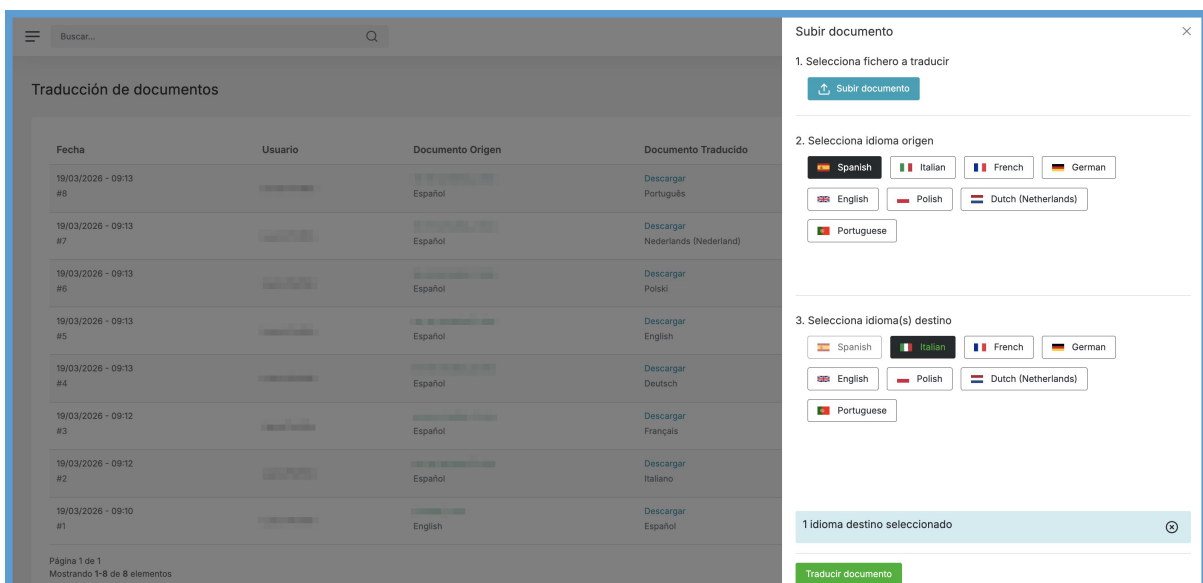 Buscar...
Traducción de documentos
Fecha Usuario Documento Origen Documento Traducido
19/03/2026 - 09:13 Descargar
#8 Español Português
19/03/2026 - 09:13 Descargar
#7 Español Nederlands (Nederland)
19/03/2026 - 09:13 Descargar
#6 Español Polski
19/03/2026 - 09:13 Descargar
#5 Español English
19/03/2026 - 09:13 Descargar
#4 Español Deutsch
19/03/2026 - 09:12 Descargar
#3 Español Français
19/03/2026 - 09:12 Descargar
#2 Español Italiano
19/03/2026 - 09:10 Descargar
#1 English Español
Página 1 de 1
Mostrando 1-8 de 8 elementos
Subir documento
1. Selecciona fichero a traducir
Subir documento
2. Selecciona idioma origen
Spanish Italian French German
English Polish Dutch (Netherlands)
Portuguese
3. Selecciona idioma(s) destino
Spanish Italian French German
English Polish Dutch (Netherlands)
Portuguese
1 idioma destino seleccionado
Traducir documento